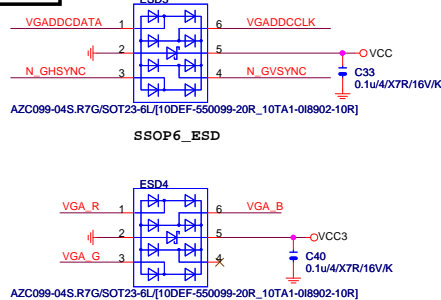 VGADDCDATA 1 6 VGADDCCLK
2 5 VCC
N_GHSYNC 3 4 N_GVSYNC
C33
0.1u/4/X7R/16V/K
AZC099-04S.R7G/SOT23-6L/[10DEF-550099-20R_10TA1-0I8902-10R]
SSOP6_ESD
ESD4
VGA_R 1 6 VGA_B
2 5 VCC3
VGA_G 3 4
C40
0.1u/4/X7R/16V/K
AZC099-04S.R7G/SOT23-6L/[10DEF-550099-20R_10TA1-0I8902-10R]